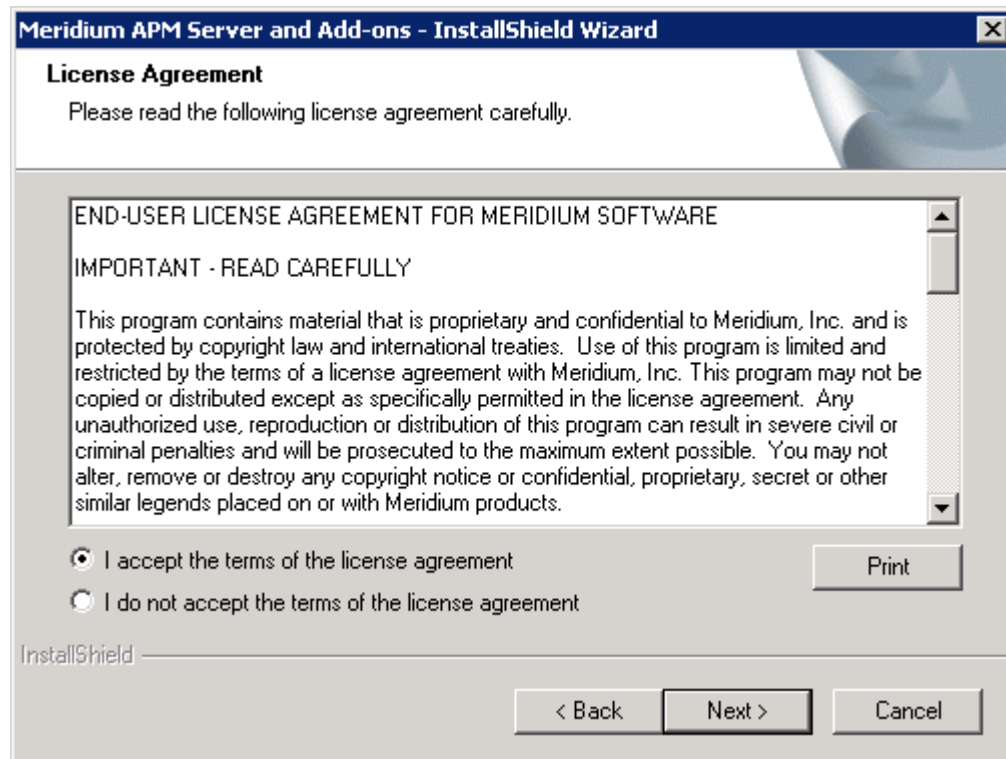 Meridium APM Server and Add-ons - InstallShield Wizard
License Agreement
Please read the following license agreement carefully.
END-USER LICENSE AGREEMENT FOR MERIDIUM SOFTWARE
IMPORTANT - READ CAREFULLY
This program contains material that is proprietary and confidential to Meridium, Inc. and is
protected by copyright law and international treaties.  Use of this program is limited and
restricted by the terms of a license agreement with Meridium, Inc. This program may not be
copied or distributed except as specifically permitted in the license agreement.  Any
unauthorized use, reproduction or distribution of this program can result in severe civil or
criminal penalties and will be prosecuted to the maximum extent possible.  You may not
alter, remove or destroy any copyright notice or confidential, proprietary, secret or other
similar legends placed on or with Meridium products.
I accept the terms of the license agreement
Print
I do not accept the terms of the license agreement
InstallShield
< Back
Next >
Cancel